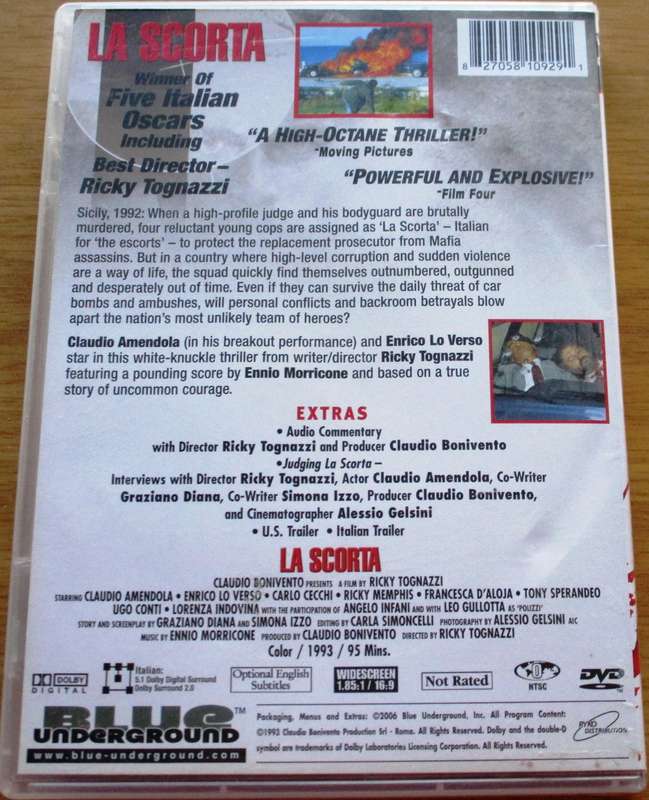 LA SCORTA
Winner Of
Five Italian
Oscars
Including
Best Director–
Ricky Tognazzi
8 27058 10929 1
“A HIGH-OCTANE THRILLER!”
-Moving Pictures
“POWERFUL AND EXPLOSIVE!”
-Film Four
Sicily, 1992: When a high-profile judge and his bodyguard are brutally
murdered, four reluctant young cops are assigned as ‘La Scorta’ – Italian
for ‘the escorts’ – to protect the replacement prosecutor from Mafia
assassins. But in a country where high-level corruption and sudden violence
are a way of life, the squad quickly find themselves outnumbered, outgunned
and desperately out of time. Even if they can survive the daily threat of car
bombs and ambushes, will personal conflicts and backroom betrayals blow
apart the nation’s most unlikely team of heroes?
Claudio Amendola (in his breakout performance) and Enrico Lo Verso
star in this white-knuckle thriller from writer/director Ricky Tognazzi
featuring a pounding score by Ennio Morricone and based on a true
story of uncommon courage.
EXTRAS
• Audio Commentary
with Director Ricky Tognazzi and Producer Claudio Bonivento
•Judging La Scorta –
Interviews with Director Ricky Tognazzi, Actor Claudio Amendola, Co-Writer
Graziano Diana, Co-Writer Simona Izzo, Producer Claudio Bonivento,
and Cinematographer Alessio Gelsini
• U.S. Trailer • Italian Trailer
LA SCORTA
CLAUDIO BONIVENTO PRESENTS A FILM BY RICKY TOGNAZZI
STARRING CLAUDIO AMENDOLA • ENRICO LO VERSO • CARLO CECCHI • RICKY MEMPHIS • FRANCESCA D’ALOJA • TONY SPERANDEO
UGO CONTI • LORENZA INDOVINA WITH THE PARTICIPATION OF ANGELO INFANI AND WITH LEO GULLOTTA AS ‘POLIZZI’
STORY AND SCREENPLAY BY GRAZIANO DIANA AND SIMONA IZZO EDITING BY CARLA SIMONCELLI PHOTOGRAPHY BY ALESSIO GELSINI AIC
MUSIC BY ENNIO MORRICONE PRODUCED BY CLAUDIO BONIVENTO DIRECTED BY RICKY TOGNAZZI
Color / 1993 / 95 Mins.
DOLBY
DIGITAL
Italian:
5.1 Dolby Digital Surround
Dolby Surround 2.0
Optional English
Subtitles
WIDESCREEN
1.85:1 / 16:9
Not Rated
0
NTSC
DVD
BLUE
UNDERGROUND™
www.blue-underground.com
Packaging, Menus and Extras: ©2006 Blue Underground, Inc. All Program Content:
©1993 Claudio Bonivento Production Srl - Roma. All Rights Reserved. Dolby and the double-D
symbol are trademarks of Dolby Laboratories Licensing Corporation. All Rights Reserved.
RYKO
DISTRIBUTION